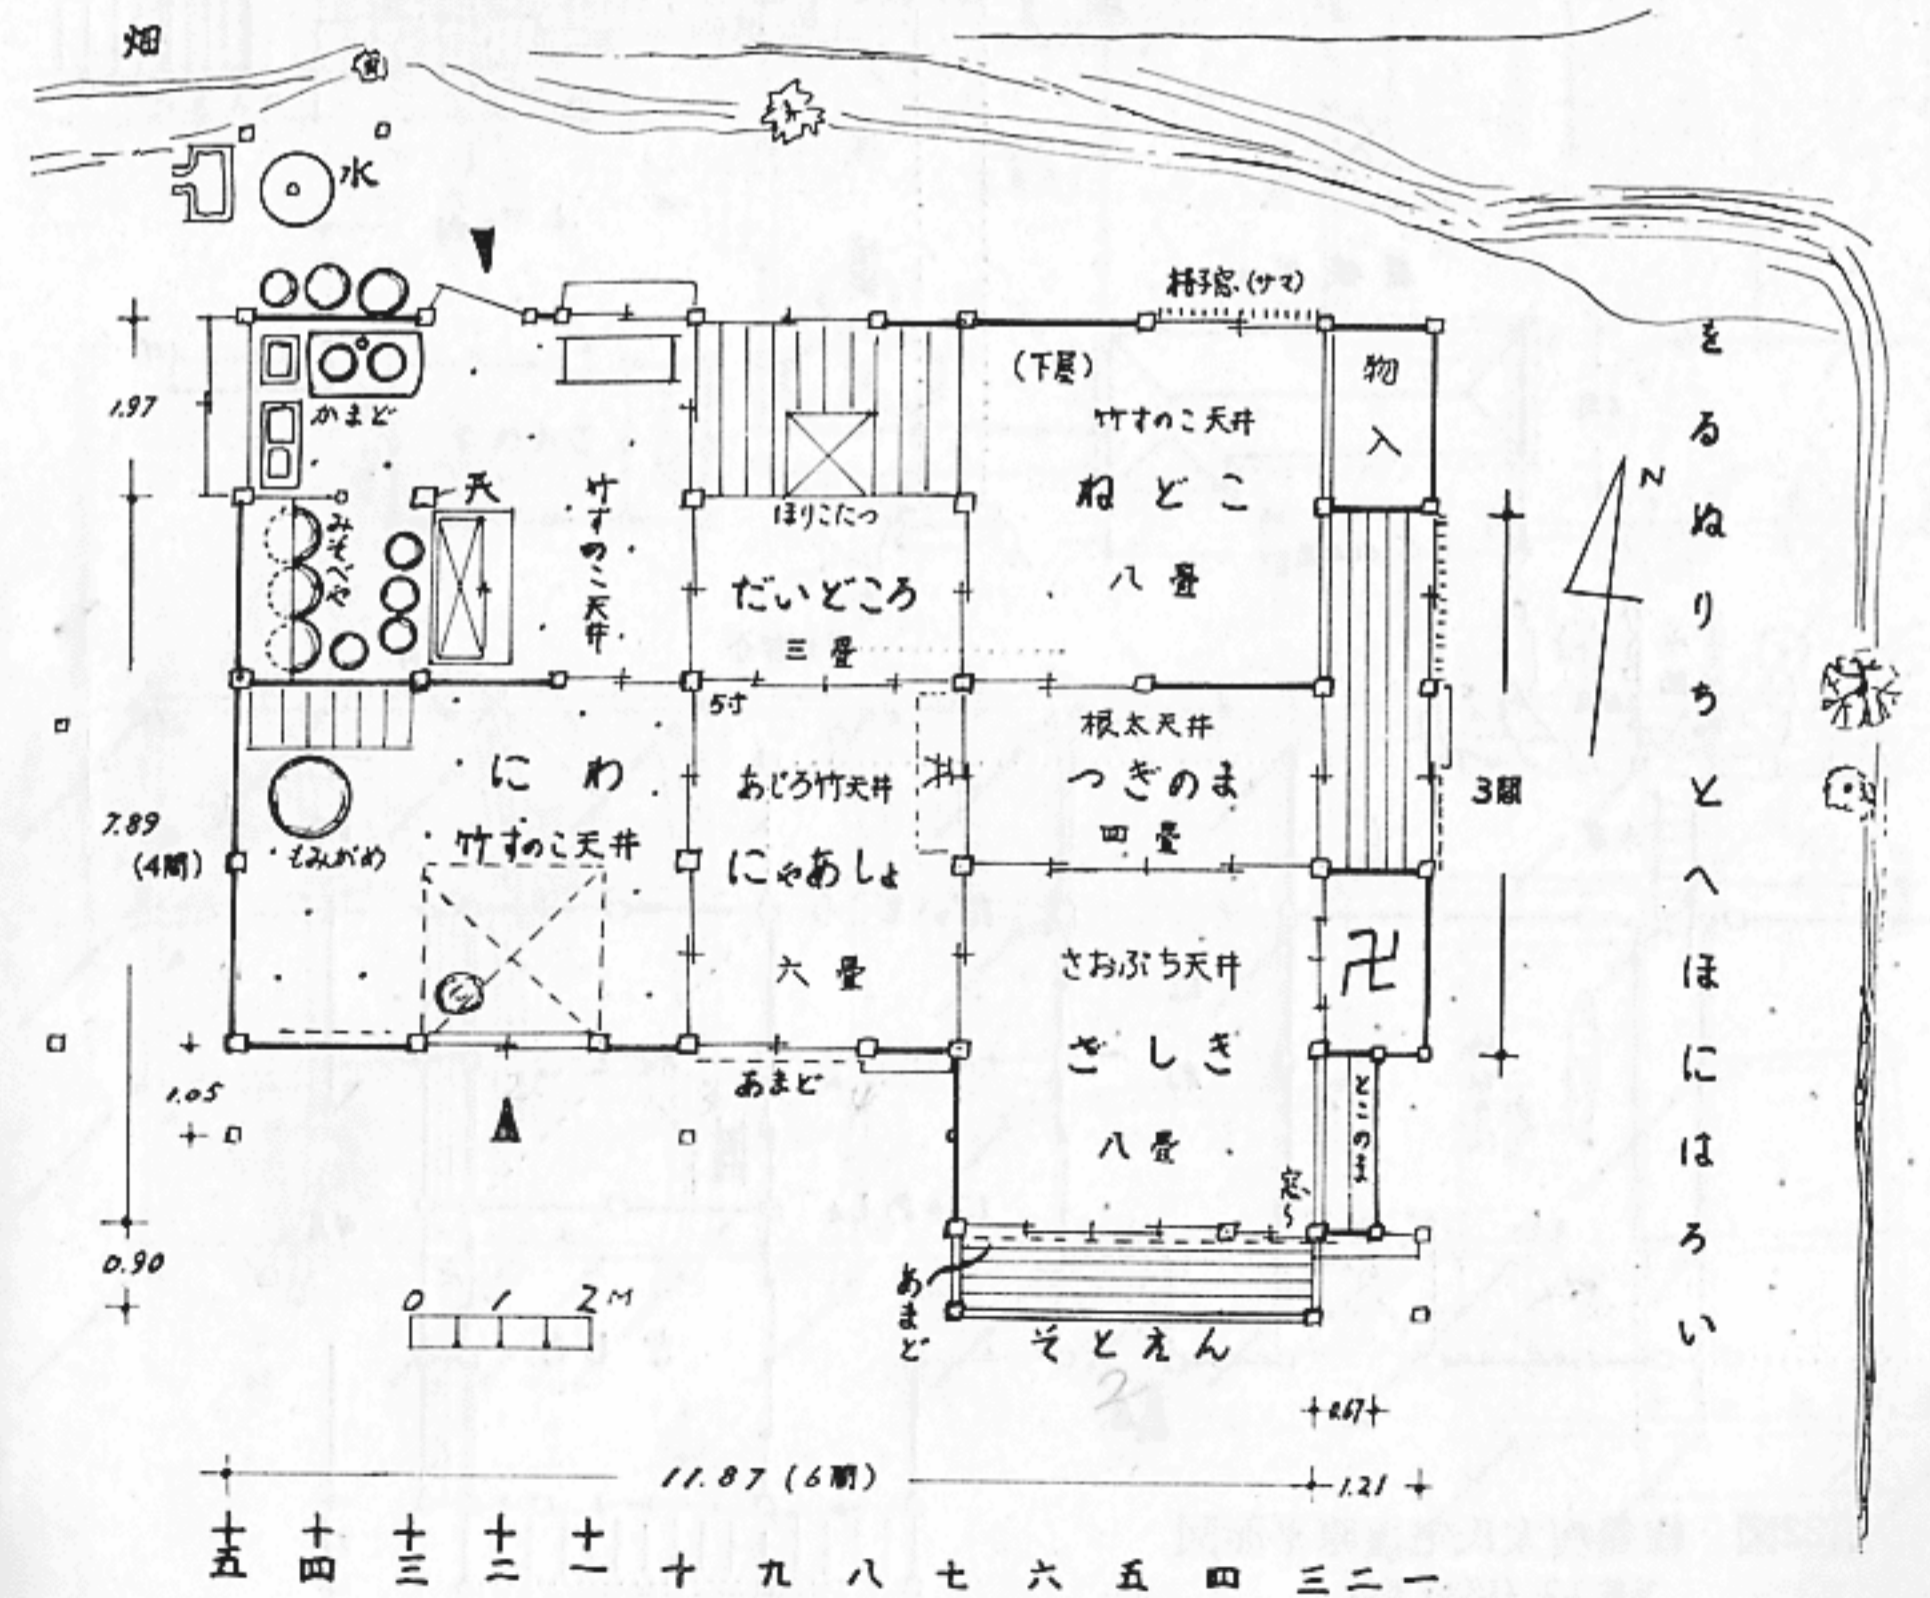 畑
水
格子窓(サマ)
(下屋)
物入
竹すのこ天井
1.97
かまど
N
竹すのこ天井
ほりこたつ
ねどこ
みそべや
だいどころ
八畳
三畳
5寸
根太天井
にわ
あじろ竹天井
つぎのま
3間
竹すのこ天井
四畳
7.89
(4間)
もみがめ
にゃあしょ
卍
六畳
さおぶち天井
ざしき
あまど
とこのま
1.05
八畳
窓
0.90
あまど
0 1 2M
そとえん
0.67
11.87(6間)
1.21
十五 十四 十三 十二 十一 十 九 八 七 六 五 四 三 二 一
をるぬりちとへほにはろい